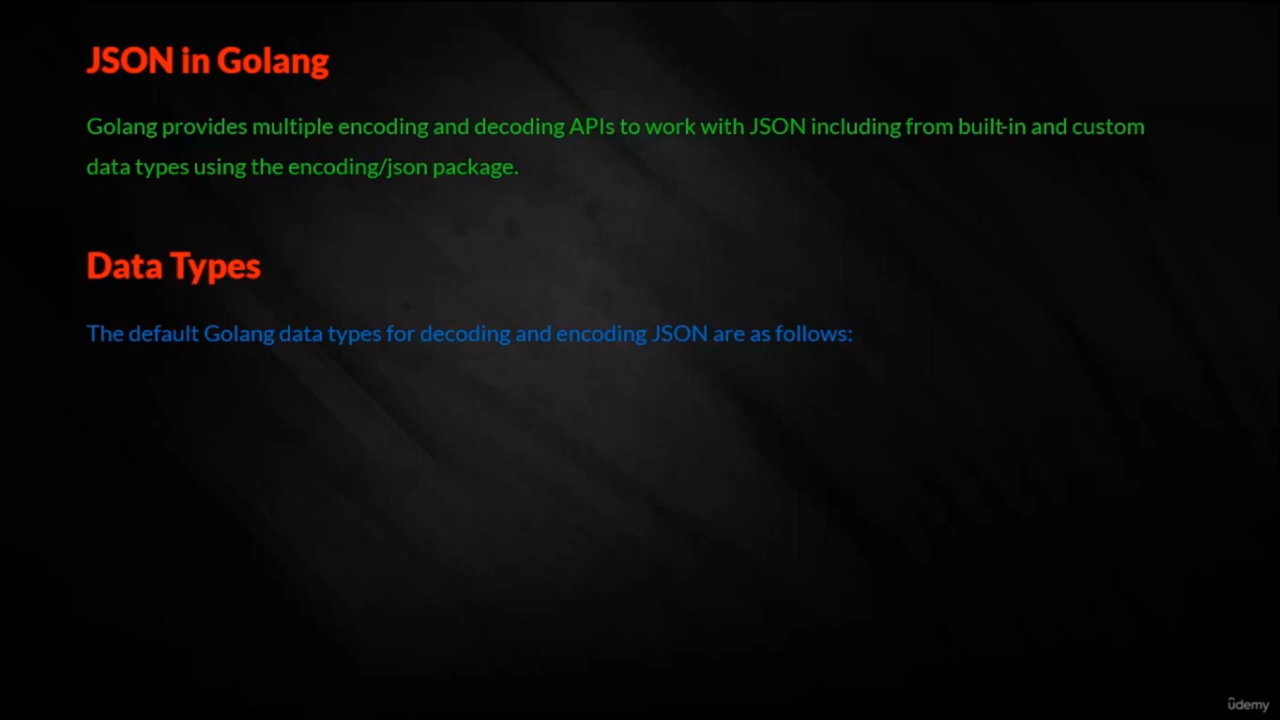 JSON in Golang
Golang provides multiple encoding and decoding APIs to work with JSON including from built-in and custom
data types using the encoding/json package.
Data Types
The default Golang data types for decoding and encoding JSON are as follows:
ûdemy